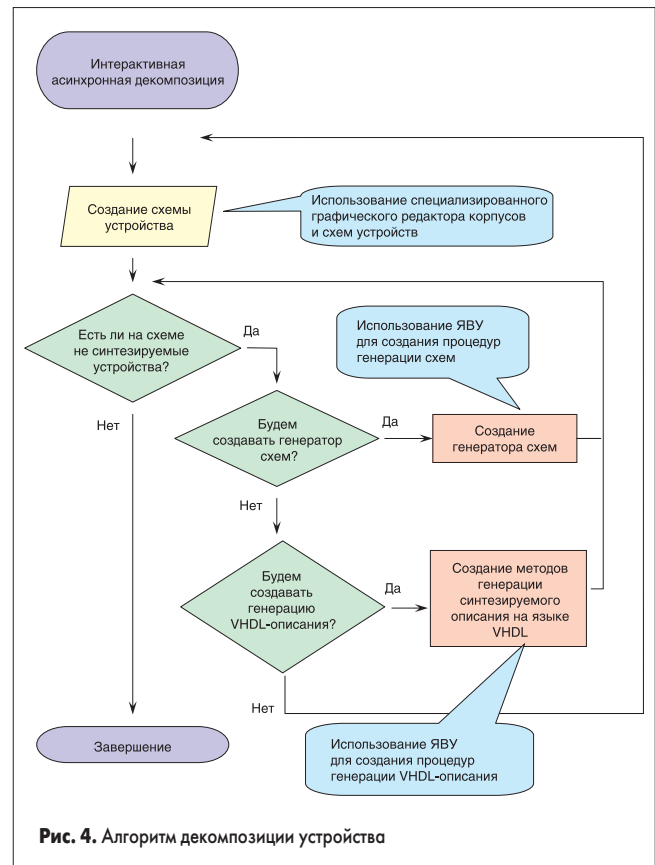 Интерактивная
асинхронная декомпозиция
Создание схемы
устройства
Использование специализированного
графического редактора корпусов
и схем устройств
Есть ли на схеме
не синтезируемые
устройства?
Да
Нет
Использование ЯВУ
для создания процедур
генерации схем
Будем
создавать генератор
схем?
Да
Создание
генератора схем
Нет
Будем
создавать
генерацию
VHDL-описания?
Да
Создание методов
генерации
синтезируемого
описания на языке
VHDL
Нет
Завершение
Использование ЯВУ
для создания процедур
генерации VHDL-описания
Рис. 4. Алгоритм декомпозиции устройства